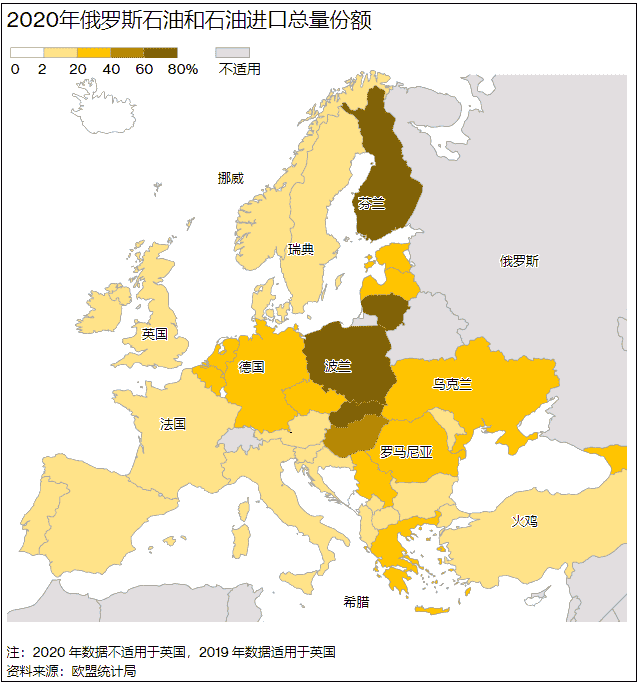 2020年俄罗斯石油和石油进口总量份额
0 2 20 40 60 80% 不适用
挪威
芬兰
瑞典
俄罗斯
英国
德国
波兰
乌克兰
法国
罗马尼亚
火鸡
希腊
注：2020 年数据不适用于英国，2019 年数据适用于英国
资料来源：欧盟统计局